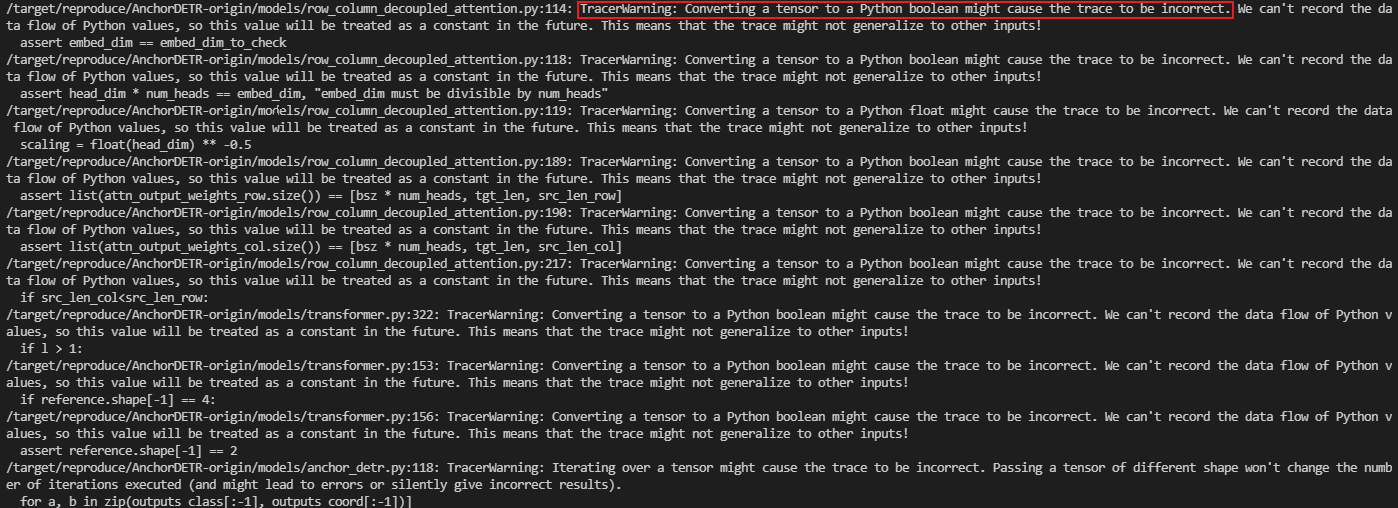 /target/reproduce/AnchorDETR-origin/models/row_column_decoupled_attention.py:114: TracerWarning: Converting a tensor to a Python boolean might cause the trace to be incorrect. We can't record the da
ta flow of Python values, so this value will be treated as a constant in the future. This means that the trace might not generalize to other inputs!
  assert embed_dim == embed_dim_to_check
/target/reproduce/AnchorDETR-origin/models/row_column_decoupled_attention.py:118: TracerWarning: Converting a tensor to a Python boolean might cause the trace to be incorrect. We can't record the da
ta flow of Python values, so this value will be treated as a constant in the future. This means that the trace might not generalize to other inputs!
  assert head_dim * num_heads == embed_dim, "embed_dim must be divisible by num_heads"
/target/reproduce/AnchorDETR-origin/models/row_column_decoupled_attention.py:119: TracerWarning: Converting a tensor to a Python float might cause the trace to be incorrect. We can't record the data
 flow of Python values, so this value will be treated as a constant in the future. This means that the trace might not generalize to other inputs!
  scaling = float(head_dim) ** -0.5
/target/reproduce/AnchorDETR-origin/models/row_column_decoupled_attention.py:189: TracerWarning: Converting a tensor to a Python boolean might cause the trace to be incorrect. We can't record the da
ta flow of Python values, so this value will be treated as a constant in the future. This means that the trace might not generalize to other inputs!
  assert list(attn_output_weights_row.size()) == [bsz * num_heads, tgt_len, src_len_row]
/target/reproduce/AnchorDETR-origin/models/row_column_decoupled_attention.py:190: TracerWarning: Converting a tensor to a Python boolean might cause the trace to be incorrect. We can't record the da
ta flow of Python values, so this value will be treated as a constant in the future. This means that the trace might not generalize to other inputs!
  assert list(attn_output_weights_col.size()) == [bsz * num_heads, tgt_len, src_len_col]
/target/reproduce/AnchorDETR-origin/models/row_column_decoupled_attention.py:217: TracerWarning: Converting a tensor to a Python boolean might cause the trace to be incorrect. We can't record the da
ta flow of Python values, so this value will be treated as a constant in the future. This means that the trace might not generalize to other inputs!
  if src_len_col<src_len_row:
/target/reproduce/AnchorDETR-origin/models/transformer.py:322: TracerWarning: Converting a tensor to a Python boolean might cause the trace to be incorrect. We can't record the data flow of Python v
alues, so this value will be treated as a constant in the future. This means that the trace might not generalize to other inputs!
  if l > 1:
/target/reproduce/AnchorDETR-origin/models/transformer.py:153: TracerWarning: Converting a tensor to a Python boolean might cause the trace to be incorrect. We can't record the data flow of Python v
alues, so this value will be treated as a constant in the future. This means that the trace might not generalize to other inputs!
  if reference.shape[-1] == 4:
/target/reproduce/AnchorDETR-origin/models/transformer.py:156: TracerWarning: Converting a tensor to a Python boolean might cause the trace to be incorrect. We can't record the data flow of Python v
alues, so this value will be treated as a constant in the future. This means that the trace might not generalize to other inputs!
  assert reference.shape[-1] == 2
/target/reproduce/AnchorDETR-origin/models/anchor_detr.py:118: TracerWarning: Iterating over a tensor might cause the trace to be incorrect. Passing a tensor of different shape won't change the numb
er of iterations executed (and might lead to errors or silently give incorrect results).
  for a, b in zip(outputs_class[:-1], outputs_coord[:-1])]